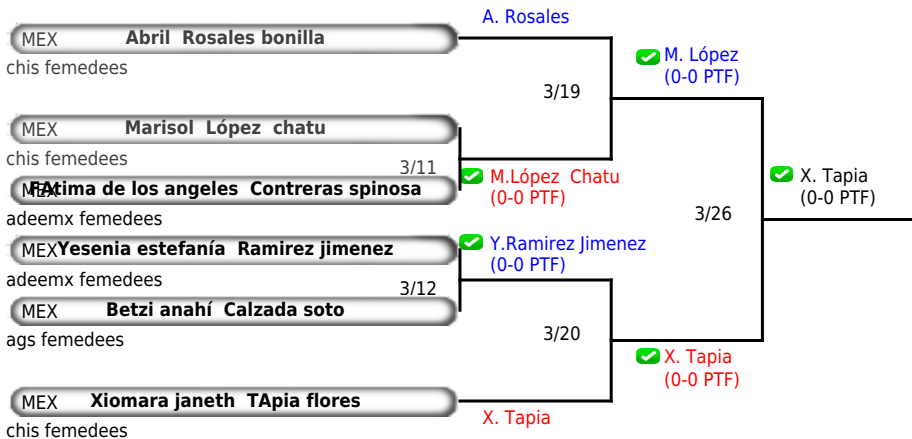 A. Rosales
MEX Abril Rosales bonilla
chis femedees
M. López
(0-0 PTF)
3/19
MEX Marisol López chatu
chis femedees
3/11
M.López Chatu
(0-0 PTF)
MEX FAtima de los angeles Contreras spinosa
adeemx femedees
X. Tapia
(0-0 PTF)
3/26
MEX Yesenia estefanía Ramirez jimenez
adeemx femedees
Y.Ramirez Jimenez
(0-0 PTF)
3/12
MEX Betzi anahí Calzada soto
ags femedees
3/20
X. Tapia
(0-0 PTF)
MEX Xiomara janeth TApia flores
chis femedees
X. Tapia